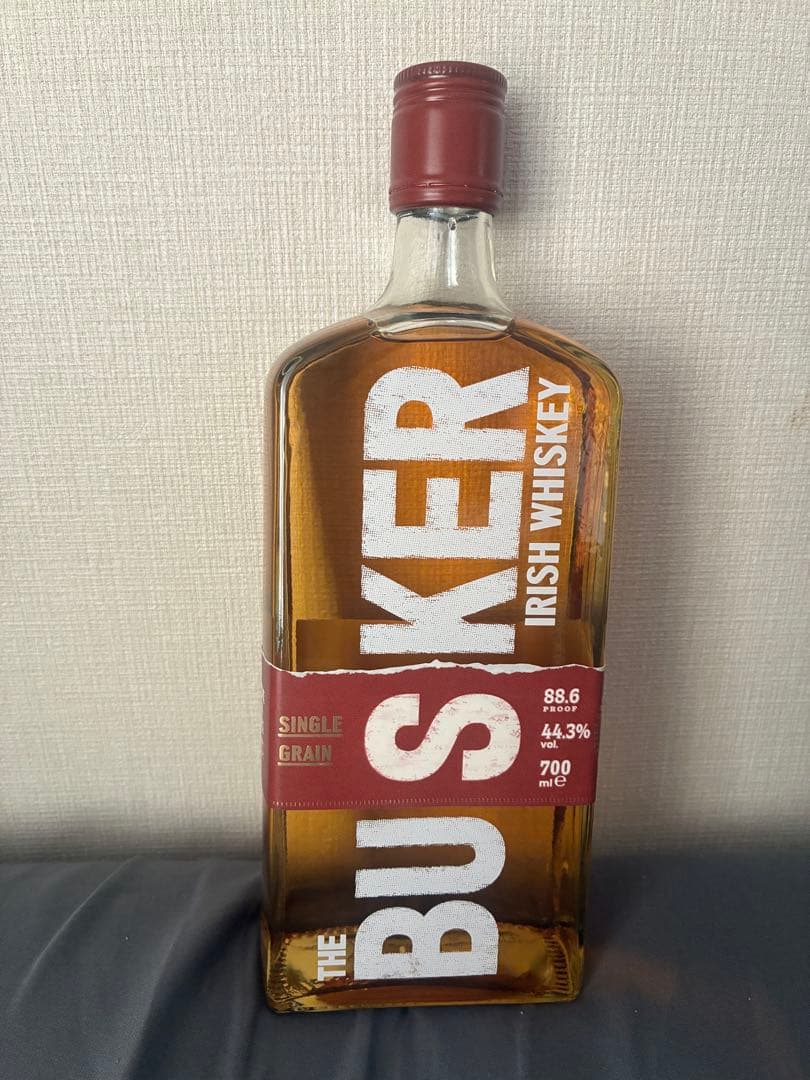 THE
BUSKER
IRISH WHISKEY
SINGLE
GRAIN
88.6
PROOF
44.3%
vol.
700
ml e